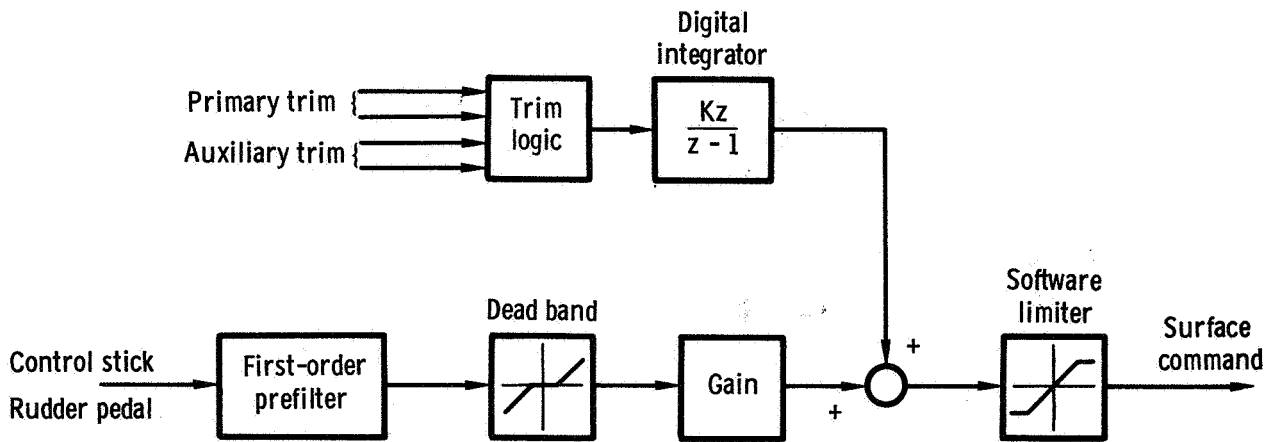 Digital
integrator
Primary trim {
Auxiliary trim {
Trim
logic
Kz
z - 1
Control stick
Rudder pedal
First-order
prefilter
Dead band
Gain
+
+
Software
limiter
Surface
command